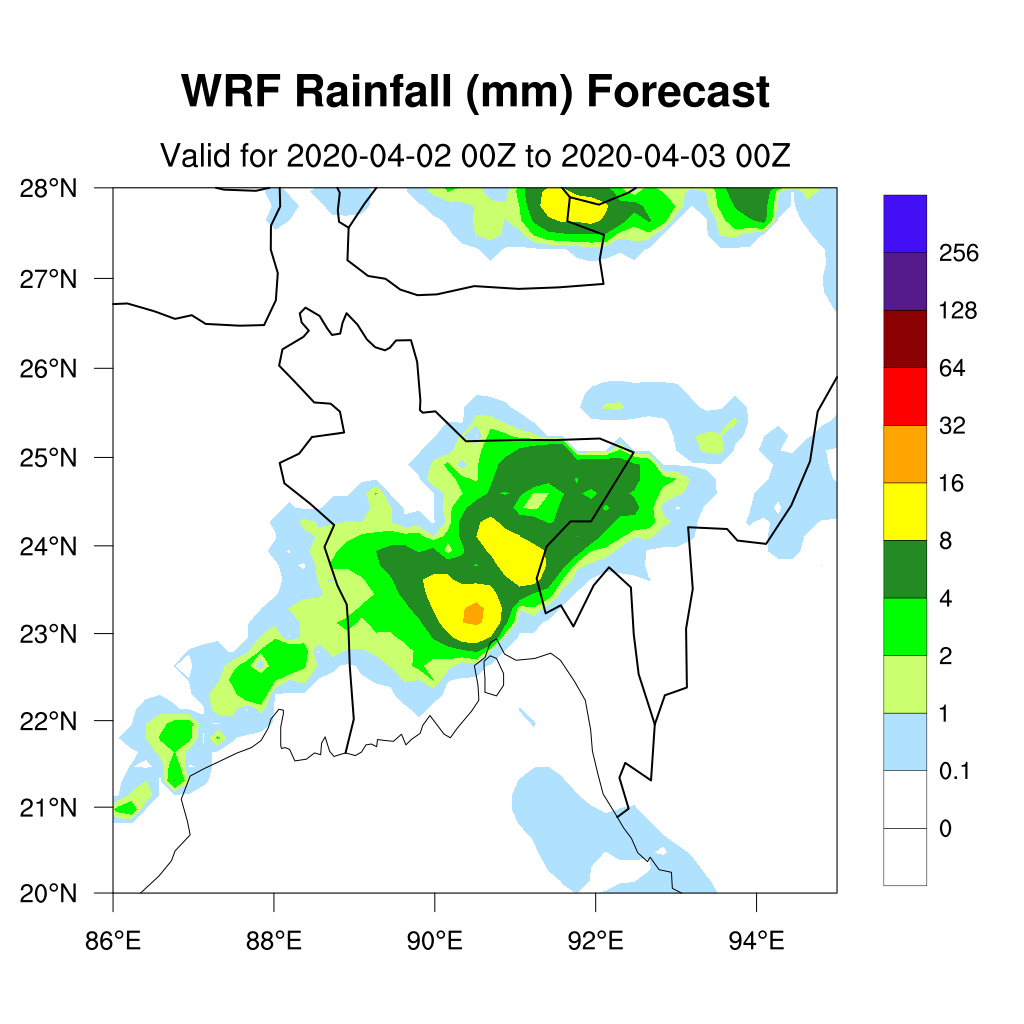 WRF Rainfall (mm) Forecast
Valid for 2020-04-02 00Z to 2020-04-03 00Z
28°N
27°N
26°N
25°N
24°N
23°N
22°N
21°N
20°N
86°E
88°E
90°E
92°E
94°E
256
128
64
32
16
8
4
2
1
0.1
0